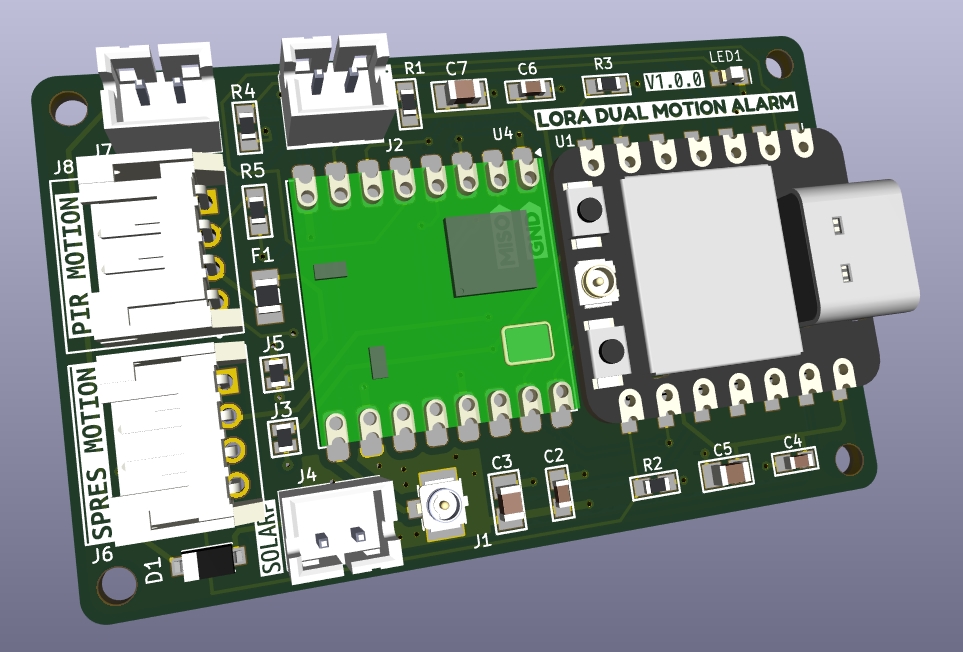 LED1
R3
V1.0.0
C6
C7
R1
LORA DUAL MOTION ALARM
R4
J7
J2
U4
U1
J8
R5
PIR MOTION
MISO
GND
F1
J5
SPRES MOTION
J3
J4
C3
C2
R2
C5
C4
J1
J6
D1